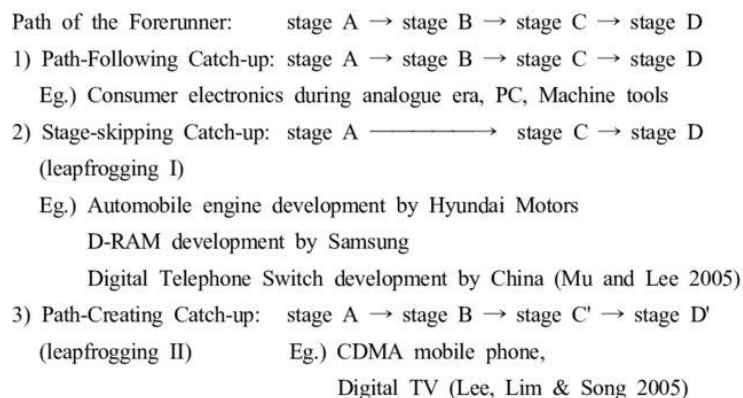 Path of the Forerunner: stage A → stage B → stage C → stage D
1) Path-Following Catch-up: stage A → stage B → stage C → stage D
Eg.) Consumer electronics during analogue era, PC, Machine tools
2) Stage-skipping Catch-up: stage A ⟶ stage C → stage D
(leapfrogging I)
Eg.) Automobile engine development by Hyundai Motors
D-RAM development by Samsung
Digital Telephone Switch development by China (Mu and Lee 2005)
3) Path-Creating Catch-up: stage A → stage B → stage C' → stage D'
(leapfrogging II) Eg.) CDMA mobile phone,
Digital TV (Lee, Lim & Song 2005)